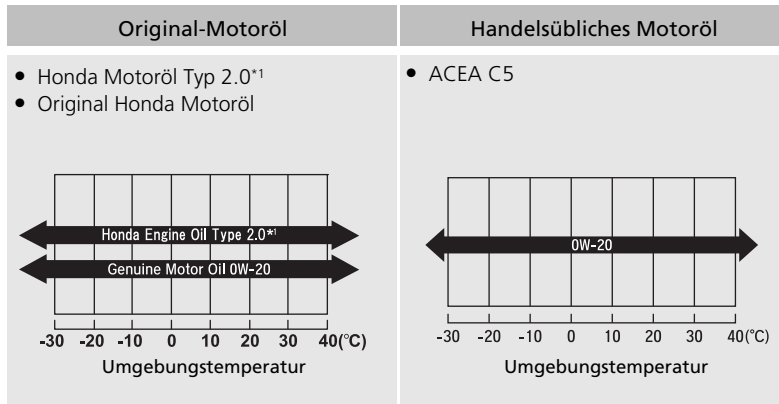 Original-Motoröl
Handelsübliches Motoröl
• Honda Motoröl Typ 2.0*1
• Original Honda Motoröl
Honda Engine Oil Type 2.0*1
Genuine Motor Oil 0W-20
-30 -20 -10 0 10 20 30 40(°C)
Umgebungstemperatur
• ACEA C5
0W-20
-30 -20 -10 0 10 20 30 40(°C)
Umgebungstemperatur